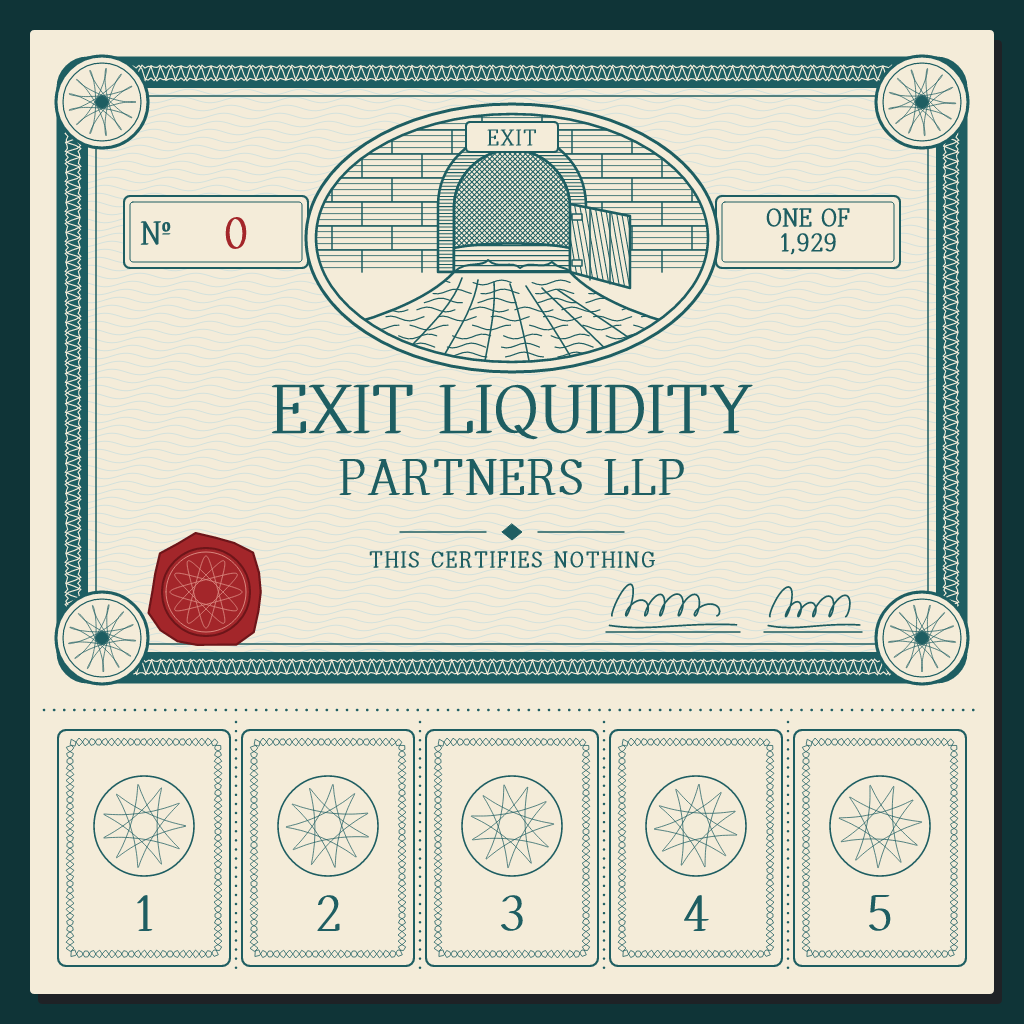 EXIT
Nº 0
ONE OF
1,929
EXIT LIQUIDITY
PARTNERS LLP
THIS CERTIFIES NOTHING
1
2
3
4
5